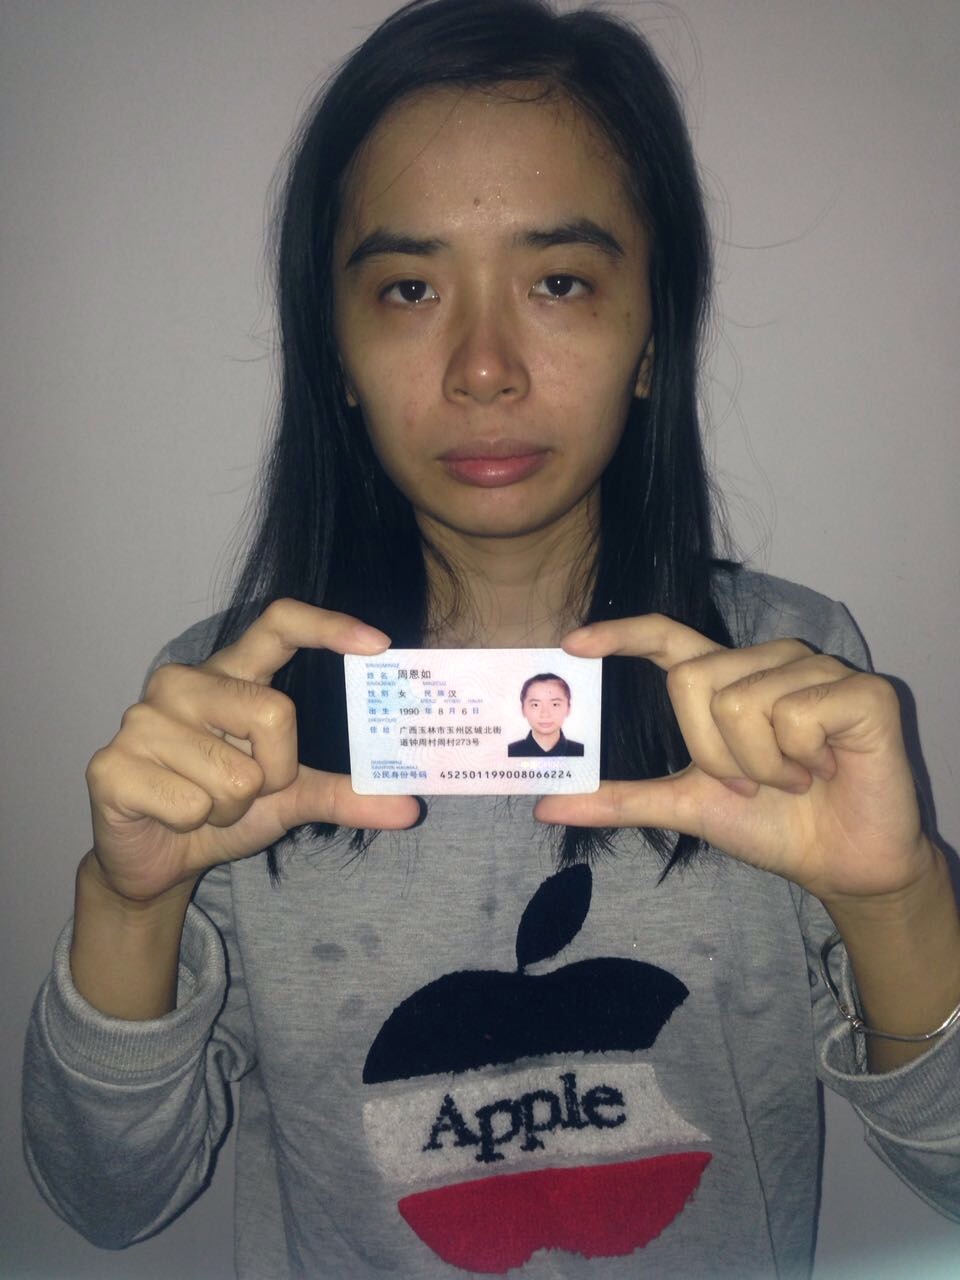 姓 名 周恩如
性 别 女 民 族 汉
出 生 1990 年 8 月 6 日
住 址 广西玉林市玉州区城北街
道钟周村周村273号
公民身份号码 452501199008066224
Apple